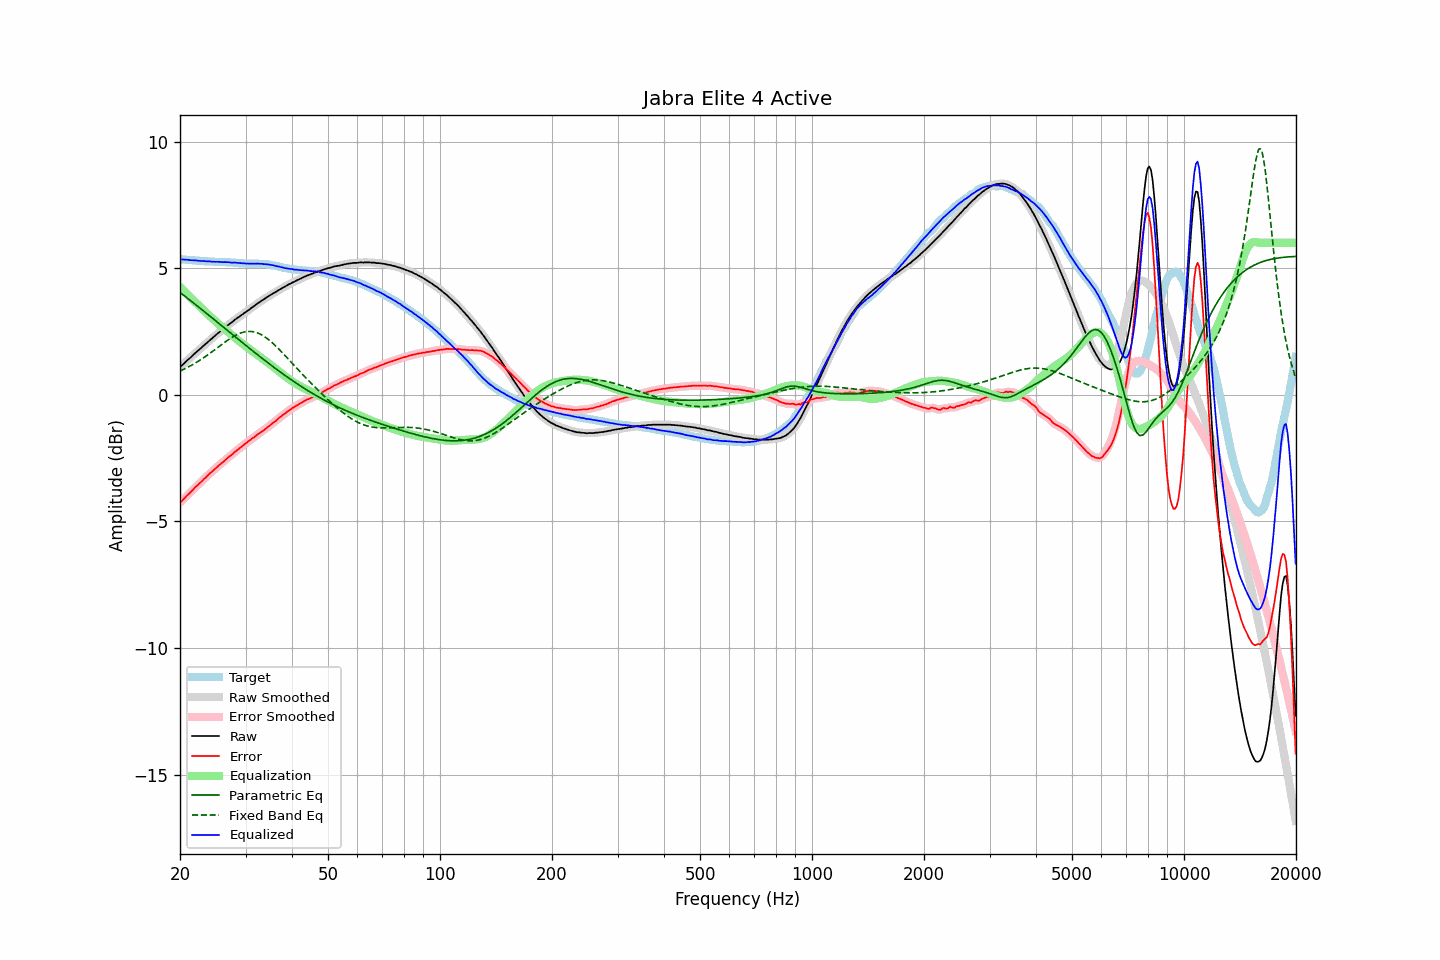 Jabra Elite 4 Active
Amplitude (dBr)
10
5
0
−5
−10
−15
Target
Raw Smoothed
Error Smoothed
Raw
Error
Equalization
Parametric Eq
Fixed Band Eq
Equalized
20 50 100 200 500 1000 2000 5000 10000 20000
Frequency (Hz)